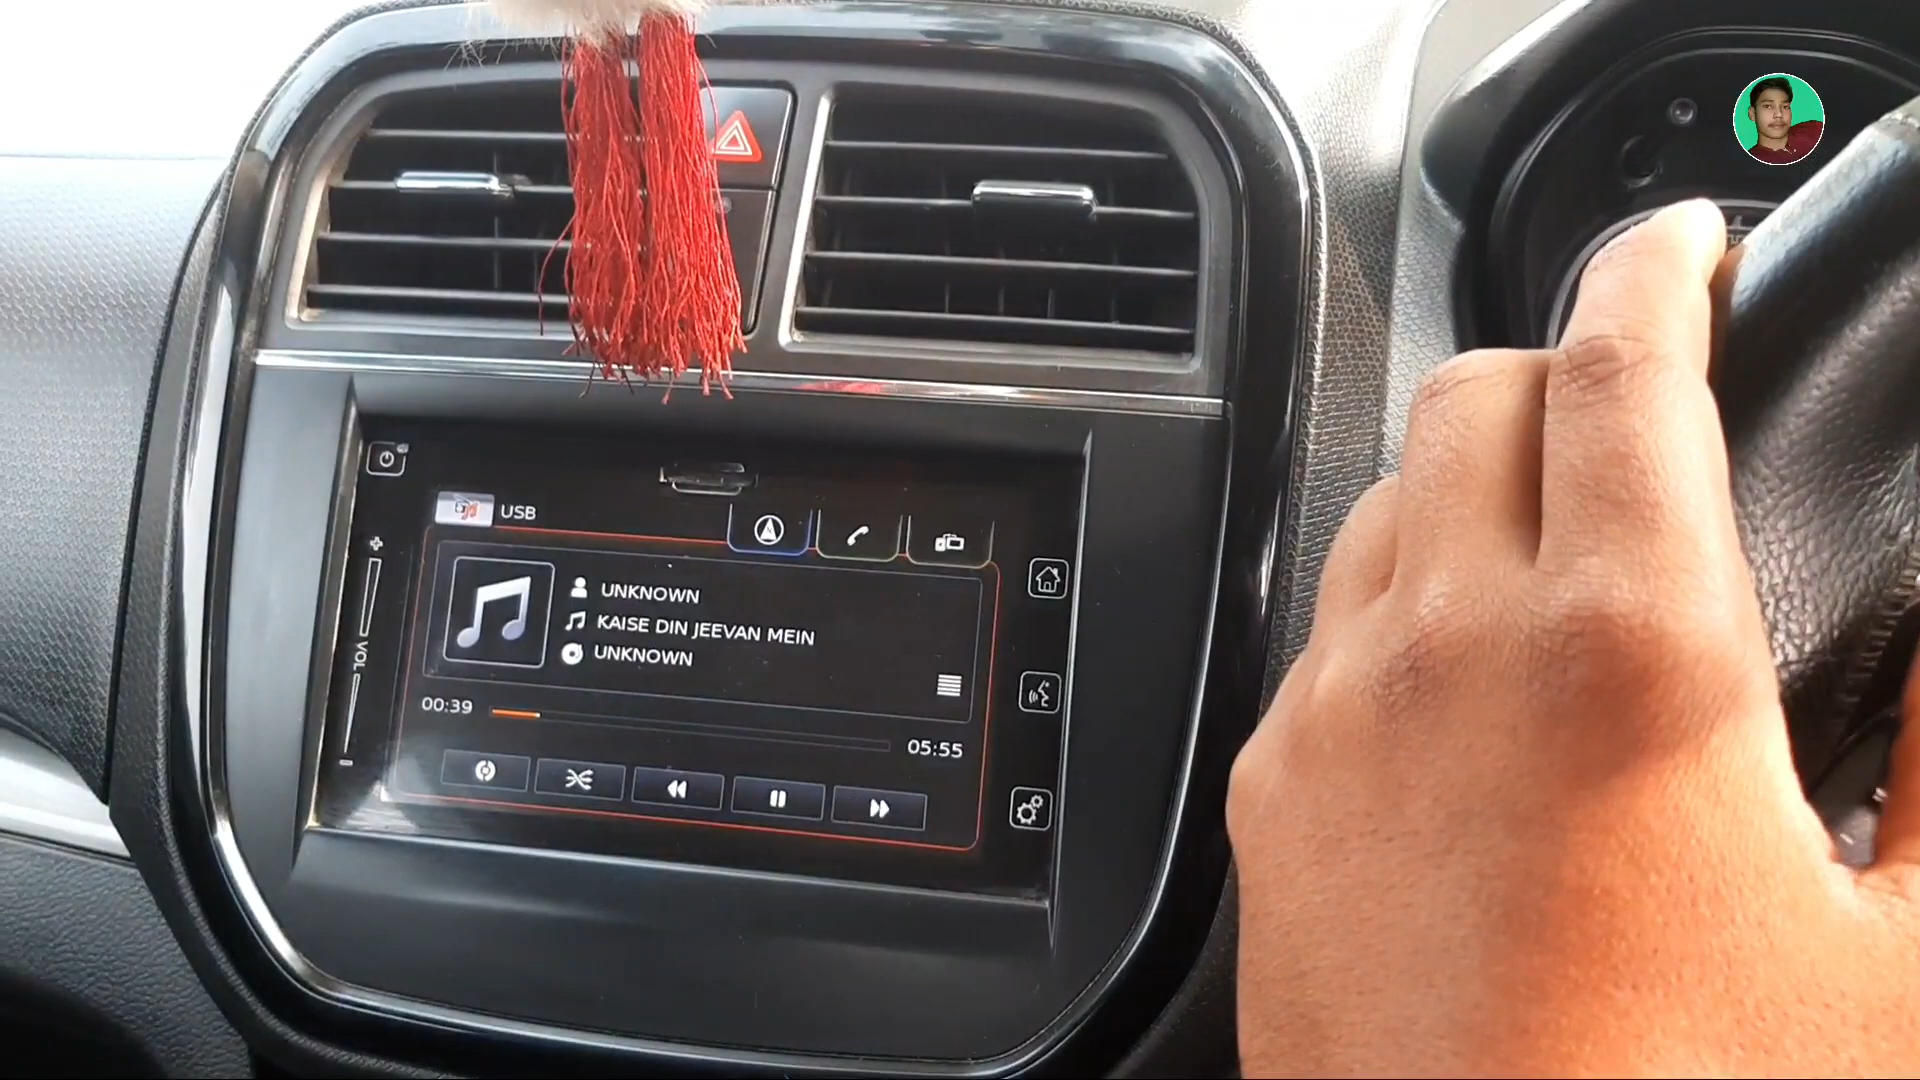 USB
UNKNOWN
KAISE DIN JEEVAN MEIN
UNKNOWN
VOL
00:39
05:55